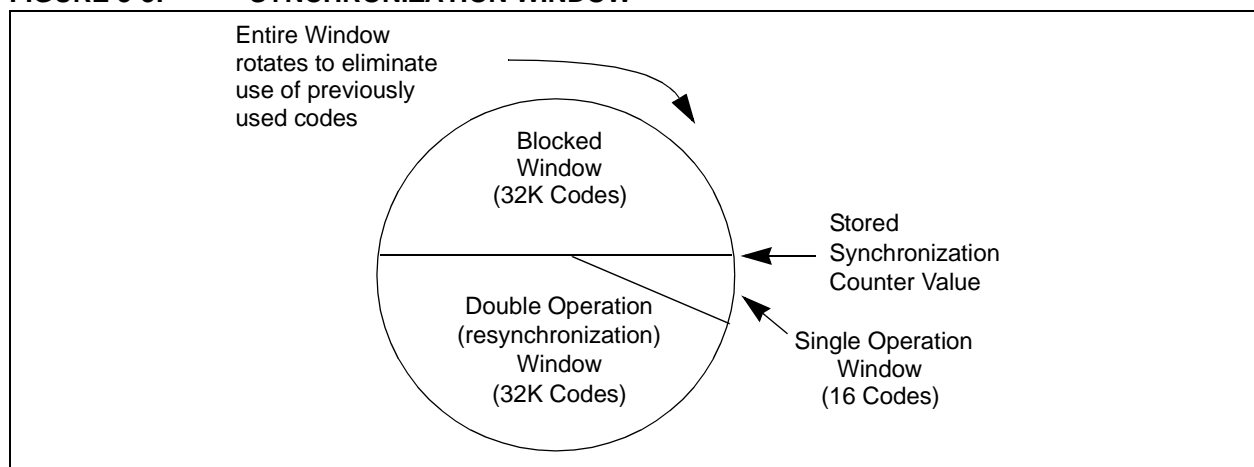 FIGURE 3-3: SYNCHRONIZATION WINDOW
Entire Window
rotates to eliminate
use of previously
used codes
Blocked
Window
(32K Codes)
Stored
Synchronization
Counter Value
Double Operation
(resynchronization)
Window
(32K Codes)
Single Operation
Window
(16 Codes)